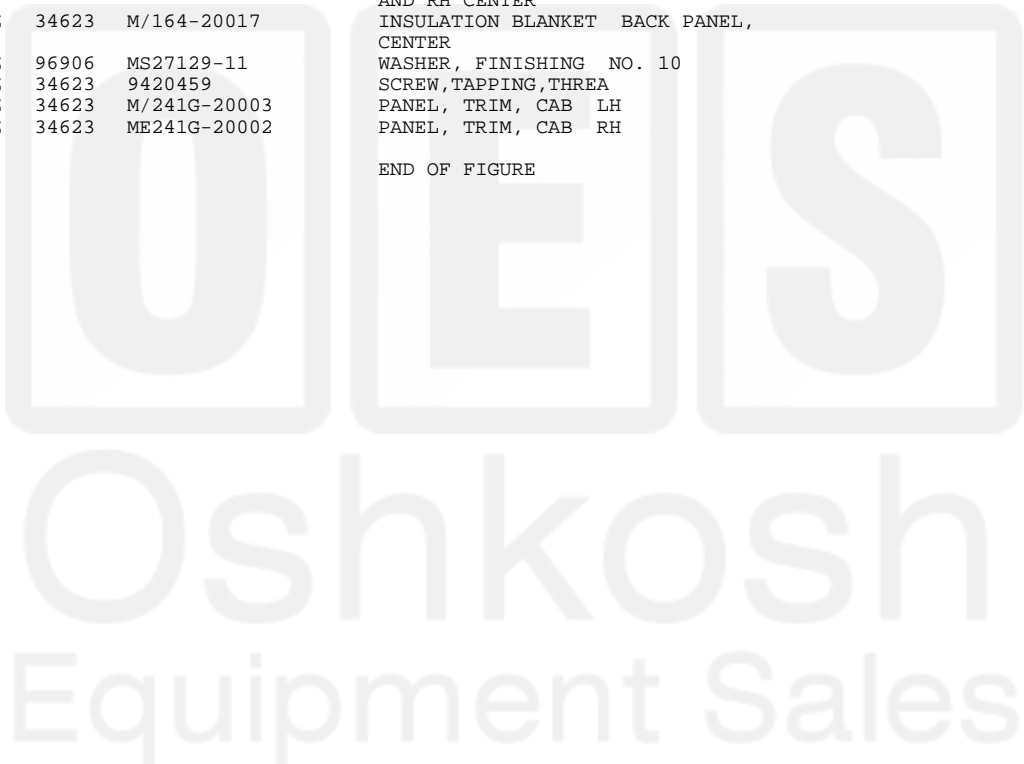 AND RH CENTER
34623 M/164-20017 INSULATION BLANKET BACK PANEL,
CENTER
96906 MS27129-11 WASHER, FINISHING NO. 10
34623 9420459 SCREW,TAPPING,THREA
34623 M/241G-20003 PANEL, TRIM, CAB LH
34623 ME241G-20002 PANEL, TRIM, CAB RH
END OF FIGURE
OES
Oshkosh
Equipment Sales